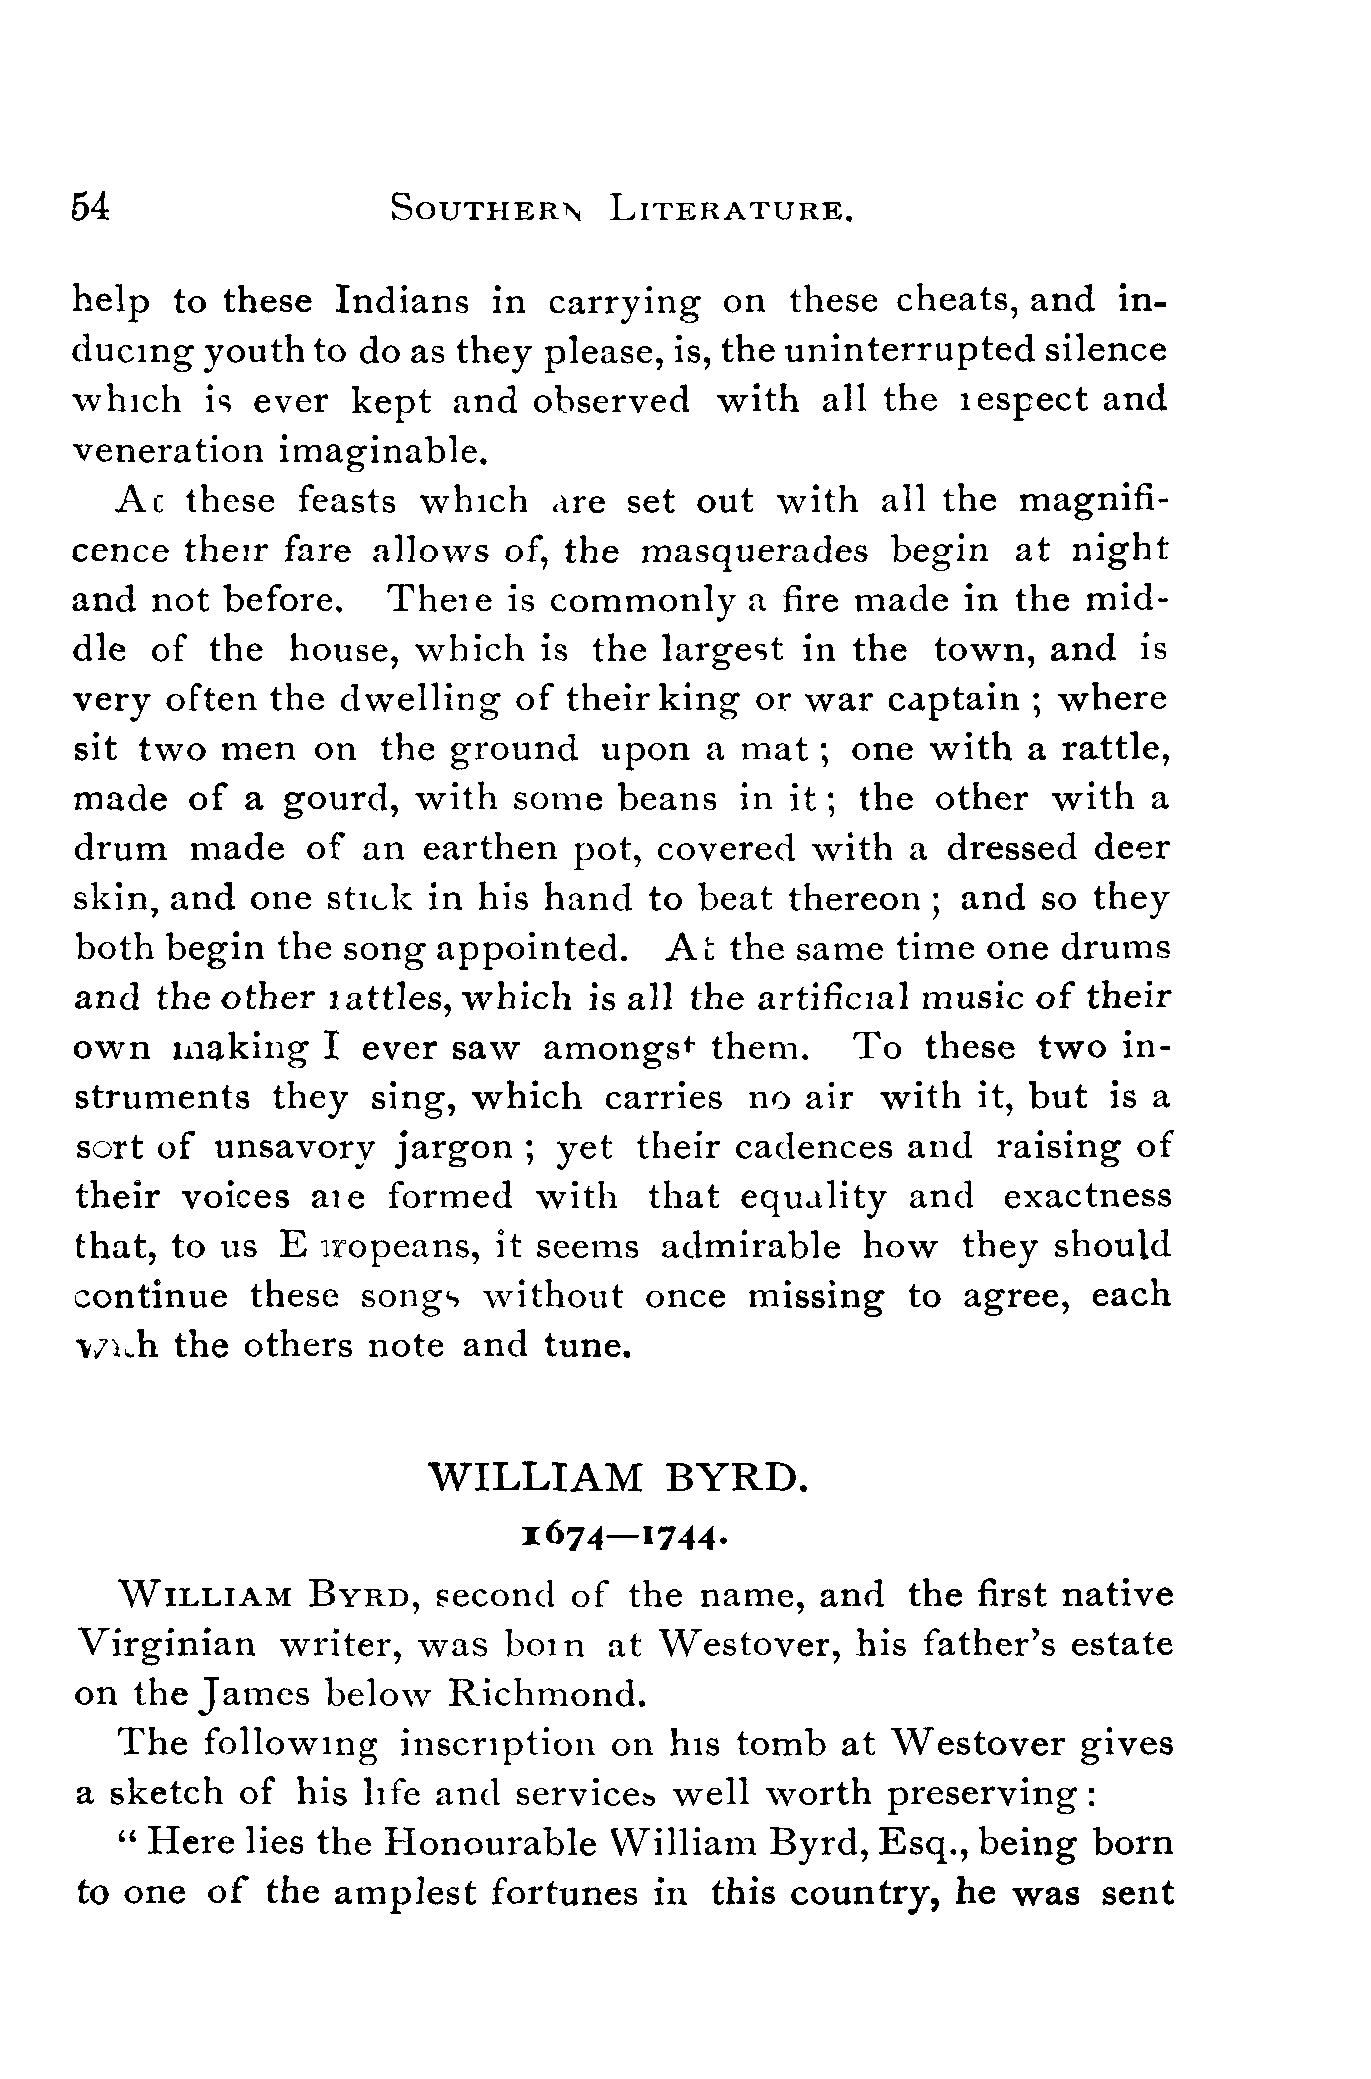 54 SOUTHERN LITERATURE.
help to these Indians in carrying on these cheats, and in-
ducing youth to do as they please, is, the uninterrupted silence
which is ever kept and observed with all the respect and
veneration imaginable.
At these feasts which are set out with all the magnifi-
cence their fare allows of, the masquerades begin at night
and not before. There is commonly a fire made in the mid-
dle of the house, which is the largest in the town, and is
very often the dwelling of their king or war captain ; where
sit two men on the ground upon a mat ; one with a rattle,
made of a gourd, with some beans in it ; the other with a
drum made of an earthen pot, covered with a dressed deer
skin, and one stick in his hand to beat thereon ; and so they
both begin the song appointed. At the same time one drums
and the other rattles, which is all the artificial music of their
own making I ever saw amongst them. To these two in-
struments they sing, which carries no air with it, but is a
sort of unsavory jargon ; yet their cadences and raising of
their voices are formed with that equality and exactness
that, to us Europeans, it seems admirable how they should
continue these songs without once missing to agree, each
with the others note and tune.
WILLIAM BYRD.
1674—1744.
WILLIAM BYRD, second of the name, and the first native
Virginian writer, was born at Westover, his father's estate
on the James below Richmond.
The following inscription on his tomb at Westover gives
a sketch of his life and services well worth preserving :
“ Here lies the Honourable William Byrd, Esq., being born
to one of the amplest fortunes in this country, he was sent